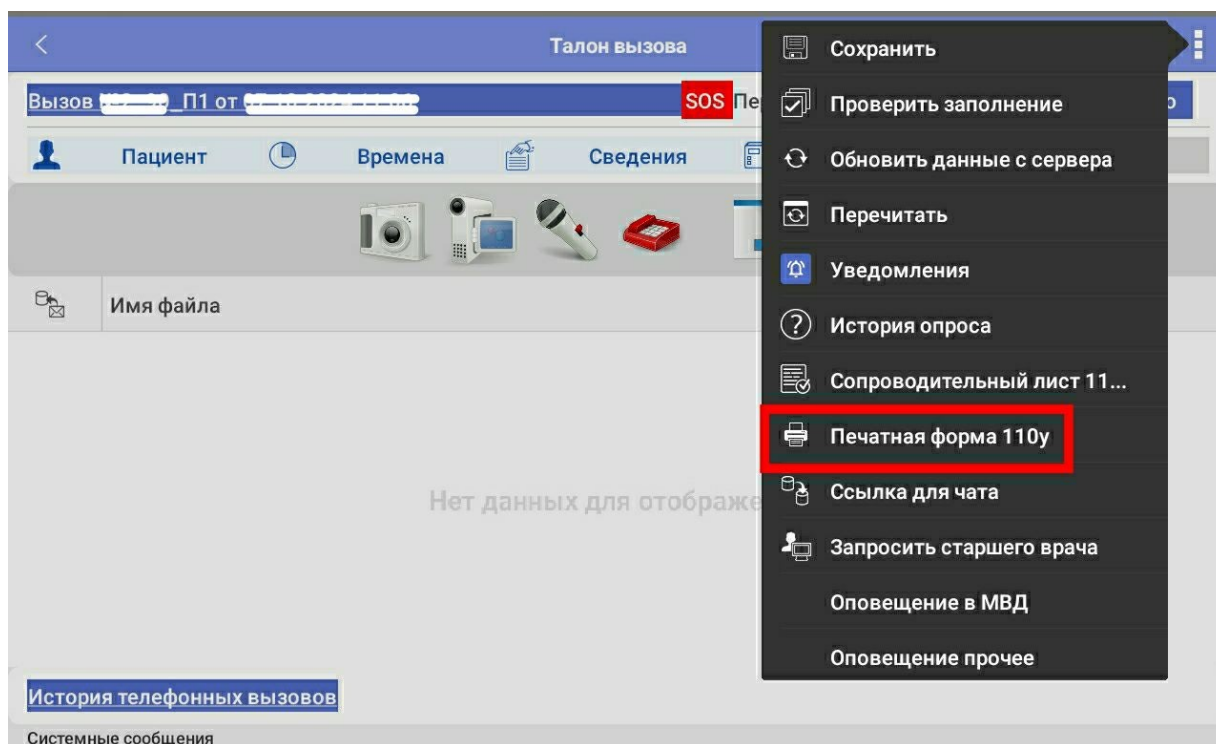 Талон вызова
Вызов _П1 от
SOS Пе
Пациент
Времена
Сведения
Имя файла
Нет данных для отображе
История телефонных вызовов
Системные сообщения
Сохранить
Проверить заполнение
Обновить данные с сервера
Перечитать
Уведомления
История опроса
Сопроводительный лист 11...
Печатная форма 110у
Ссылка для чата
Запросить старшего врача
Оповещение в МВД
Оповещение прочее